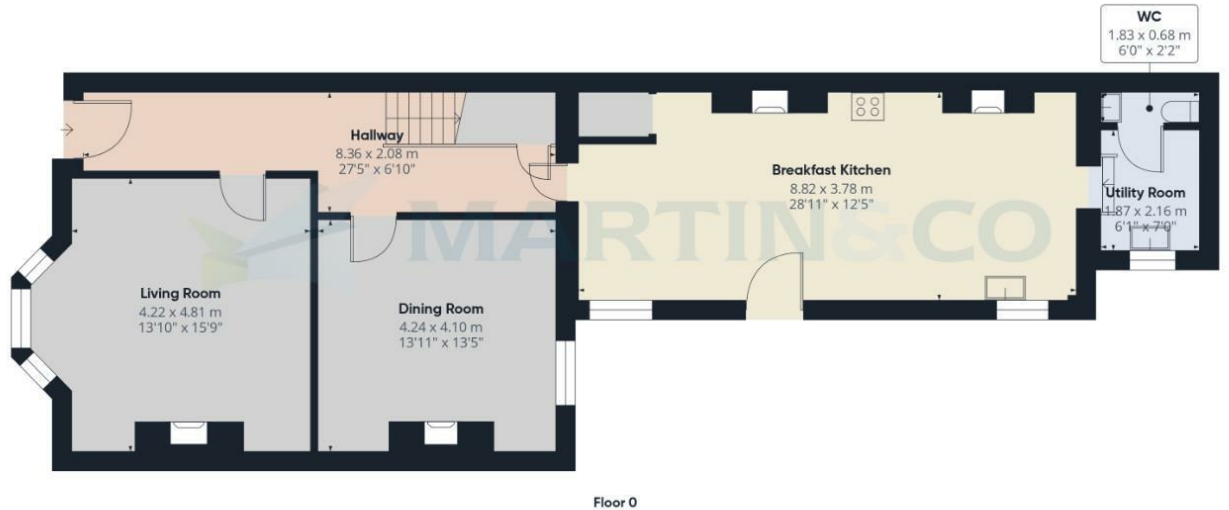 WC
1.83 x 0.68 m
6'0" x 2'2"
Hallway
8.36 x 2.08 m
27'5" x 6'10"
Breakfast Kitchen
8.82 x 3.78 m
28'11" x 12'5"
Utility Room
1.87 x 2.16 m
6'1" x 7'0"
MARTIN&CO
Living Room
4.22 x 4.81 m
13'10" x 15'9"
Dining Room
4.24 x 4.10 m
13'11" x 13'5"
Floor 0